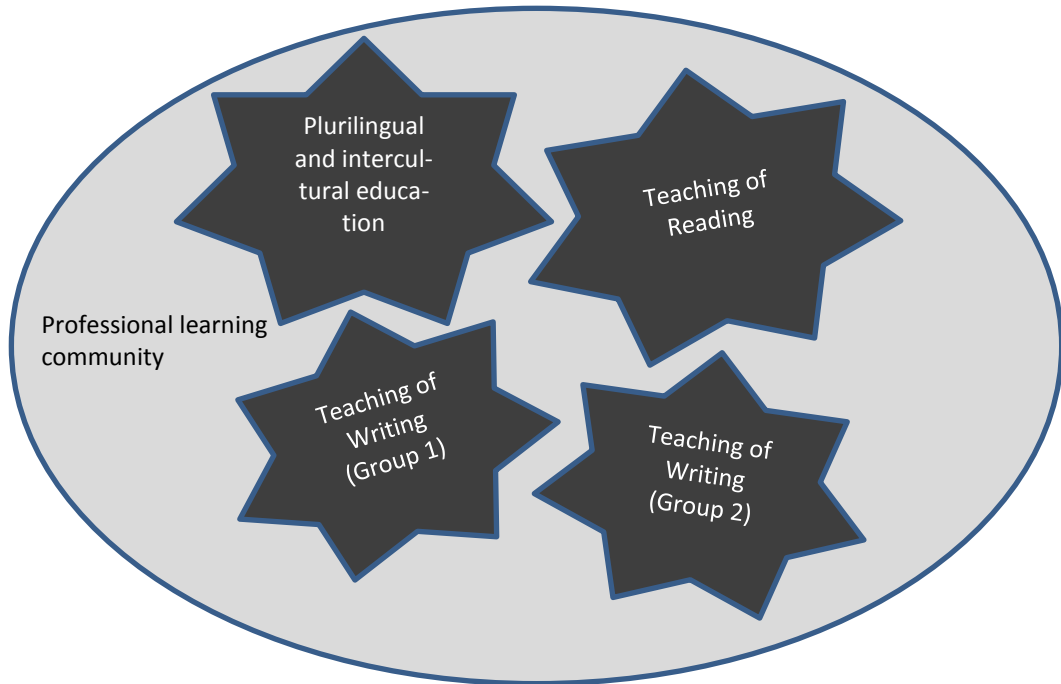 Plurilingual
and intercul-
tural educa-
tion
Teaching of
Reading
Professional learning
community
Teaching of
Writing
(Group 1)
Teaching of
Writing
(Group 2)